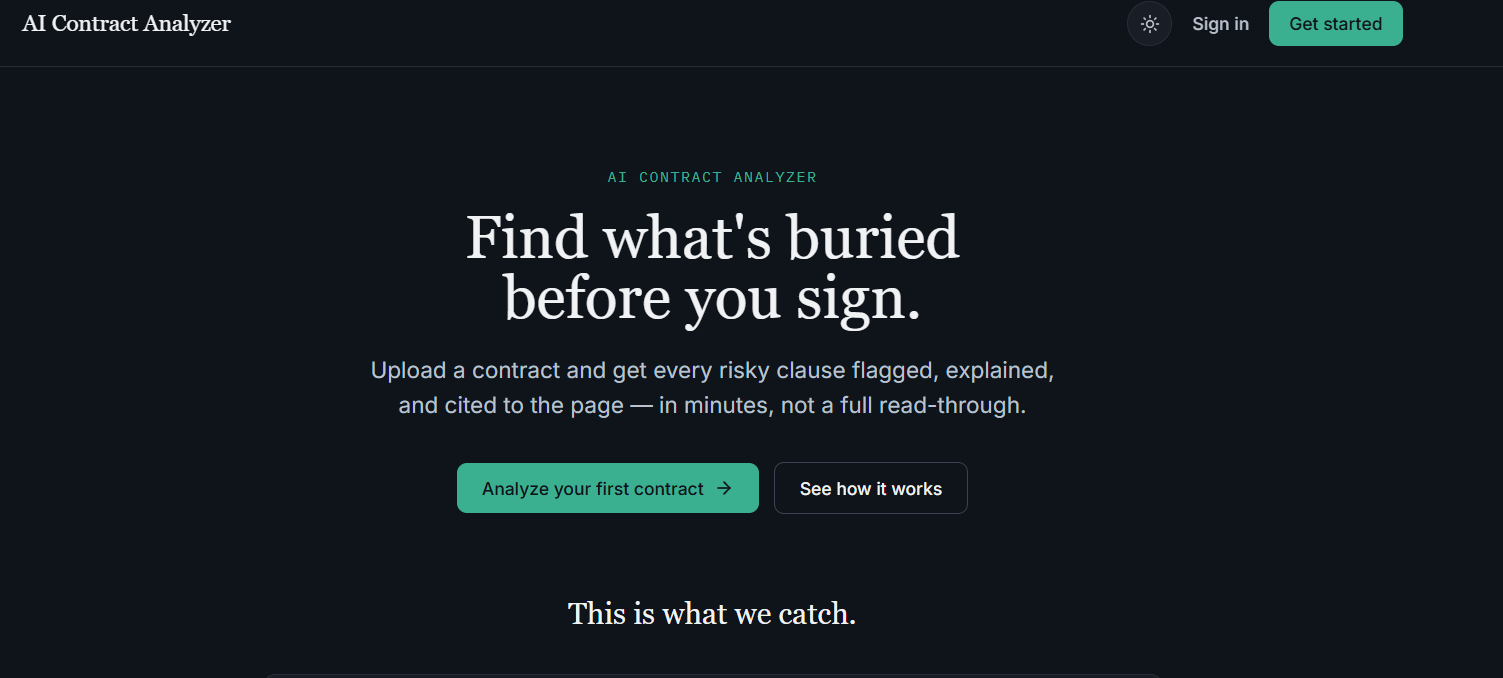 AI Contract Analyzer
Sign in
Get started
AI CONTRACT ANALYZER
Find what's buried
before you sign.
Upload a contract and get every risky clause flagged, explained,
and cited to the page — in minutes, not a full read-through.
Analyze your first contract →
See how it works
This is what we catch.